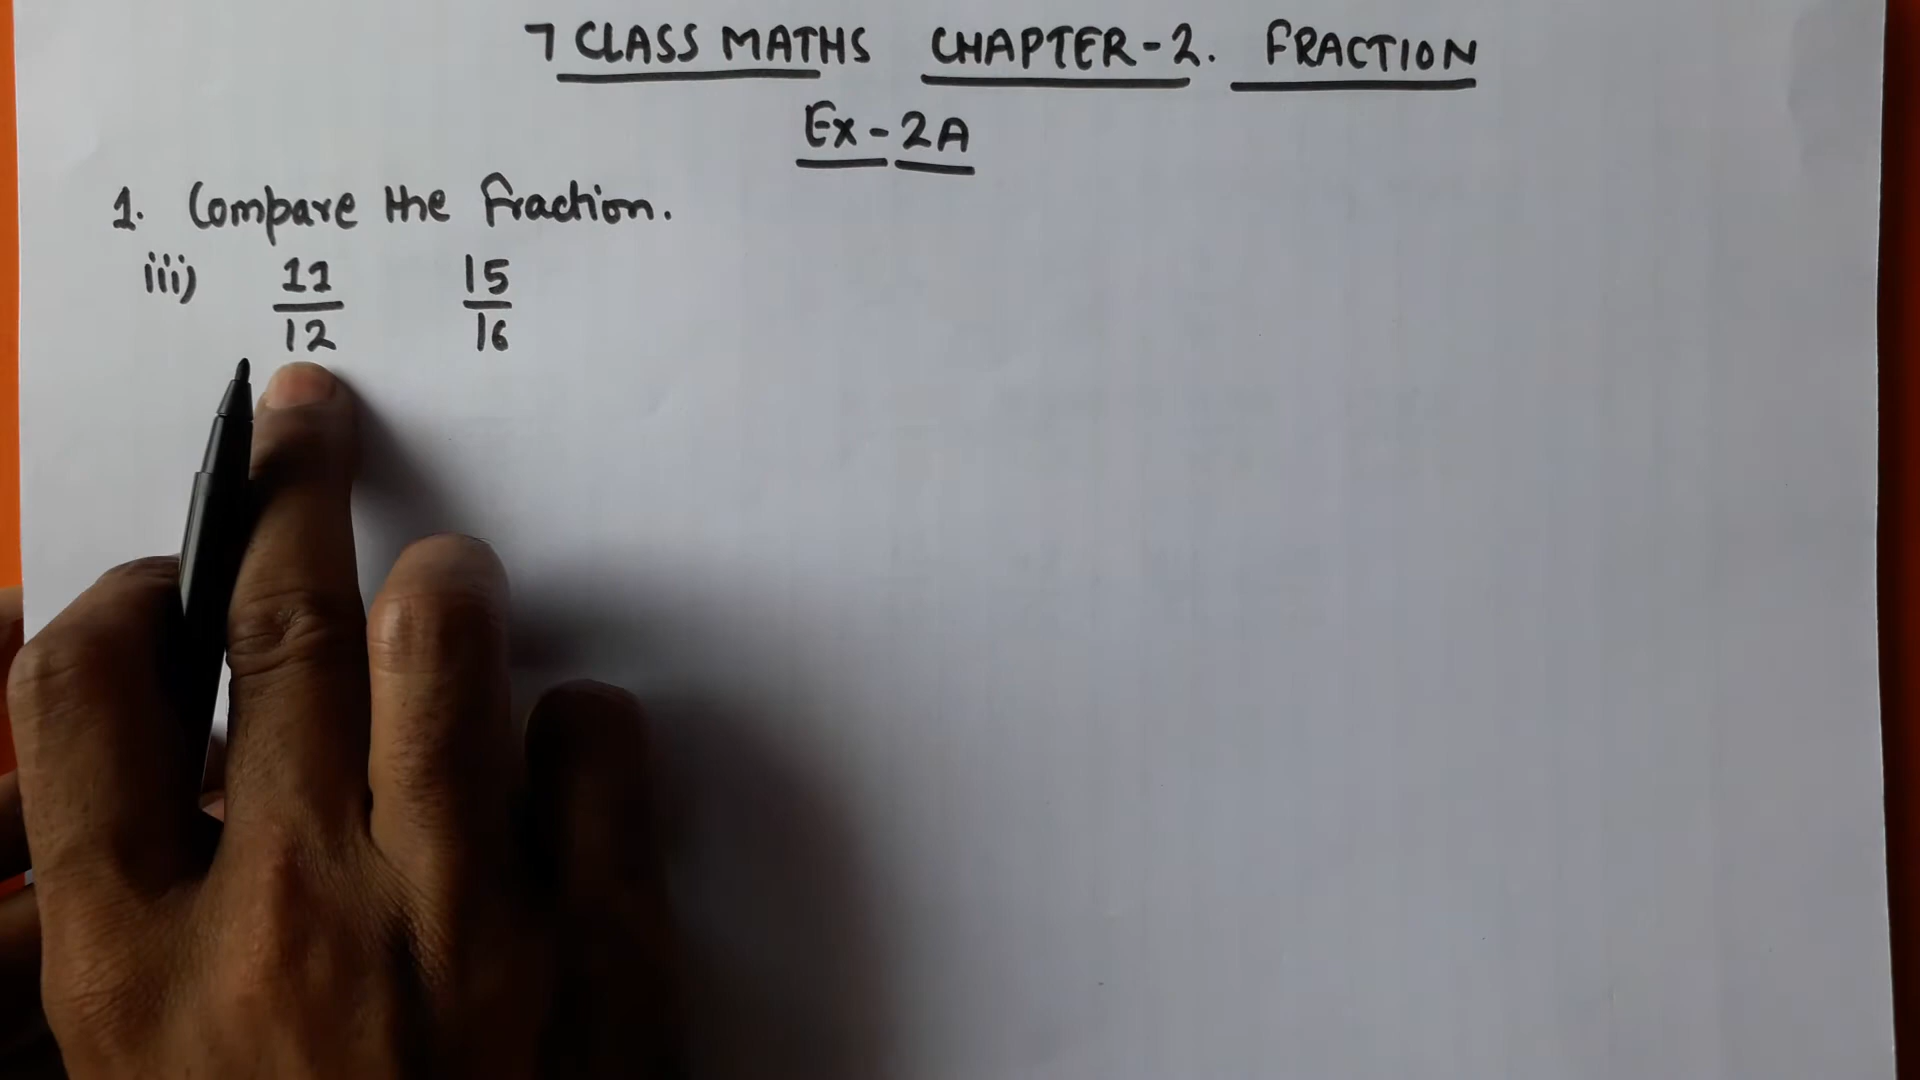 7 CLASS MATHS CHAPTER-2. FRACTION
Ex-2A
1. Compare the Fraction.
iii) 11/12 15/16